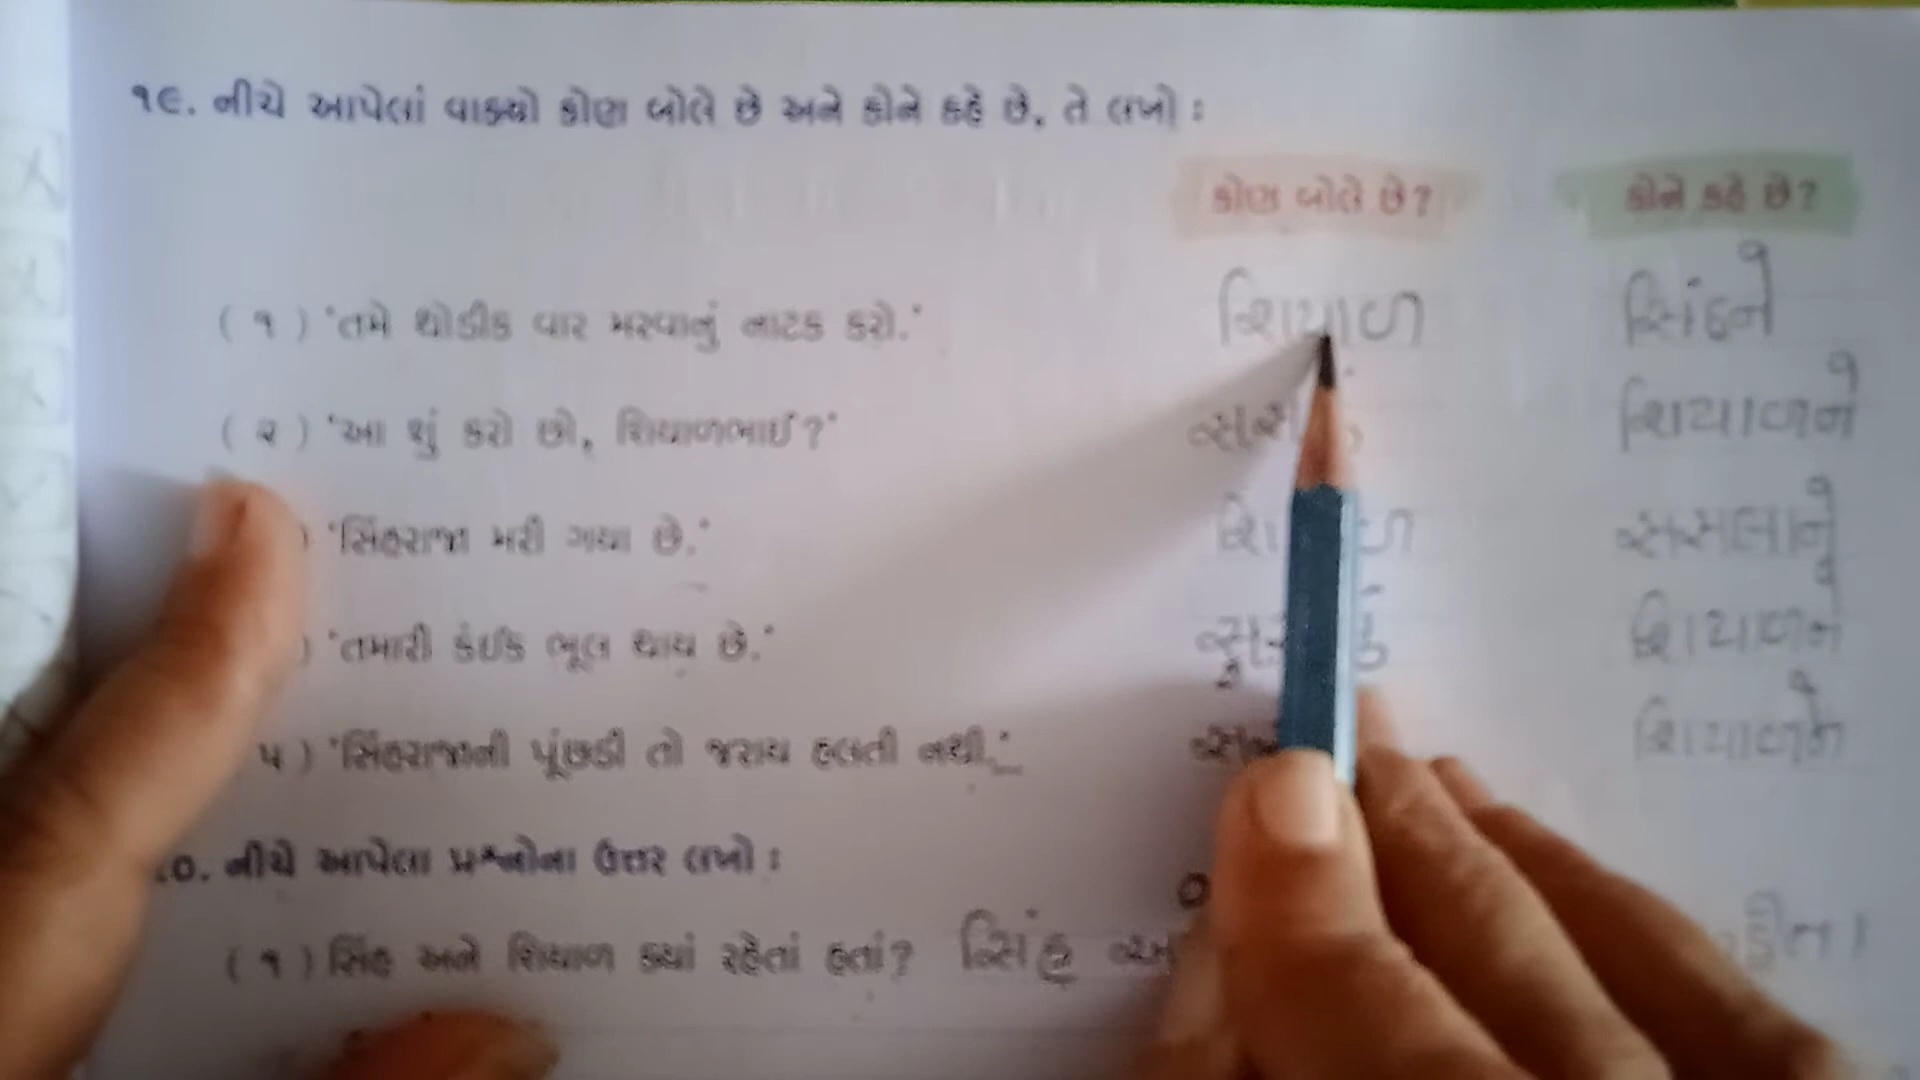 ૧૯. નીચે આપેલાં વાક્યો કોણ બોલે છે અને કોને કહે છે, તે લખો :
કોણ બોલે છે? કોને કહે છે?
( ૧ ) 'તમે થોડીક વાર મરવાનું નાટક કરો.' શિયાળ સિંહને
( ૨ ) 'આ શું કરો છો, શિયાળભાઈ?' શિયાળને
) 'સિંહરાજા મરી ગયા છે.' સસલાને
) 'તમારી કંઈક ભૂલ થાય છે.' શિયાળને
૫ ) 'સિંહરાજાની પૂંછડી તો જરાય હલતી નથી.' શિયાળને
૦. નીચે આપેલા પ્રશ્નોના ઉત્તર લખો :
( ૧ ) સિંહ અને શિયાળ ક્યાં રહેતાં હતાં? સિંહ